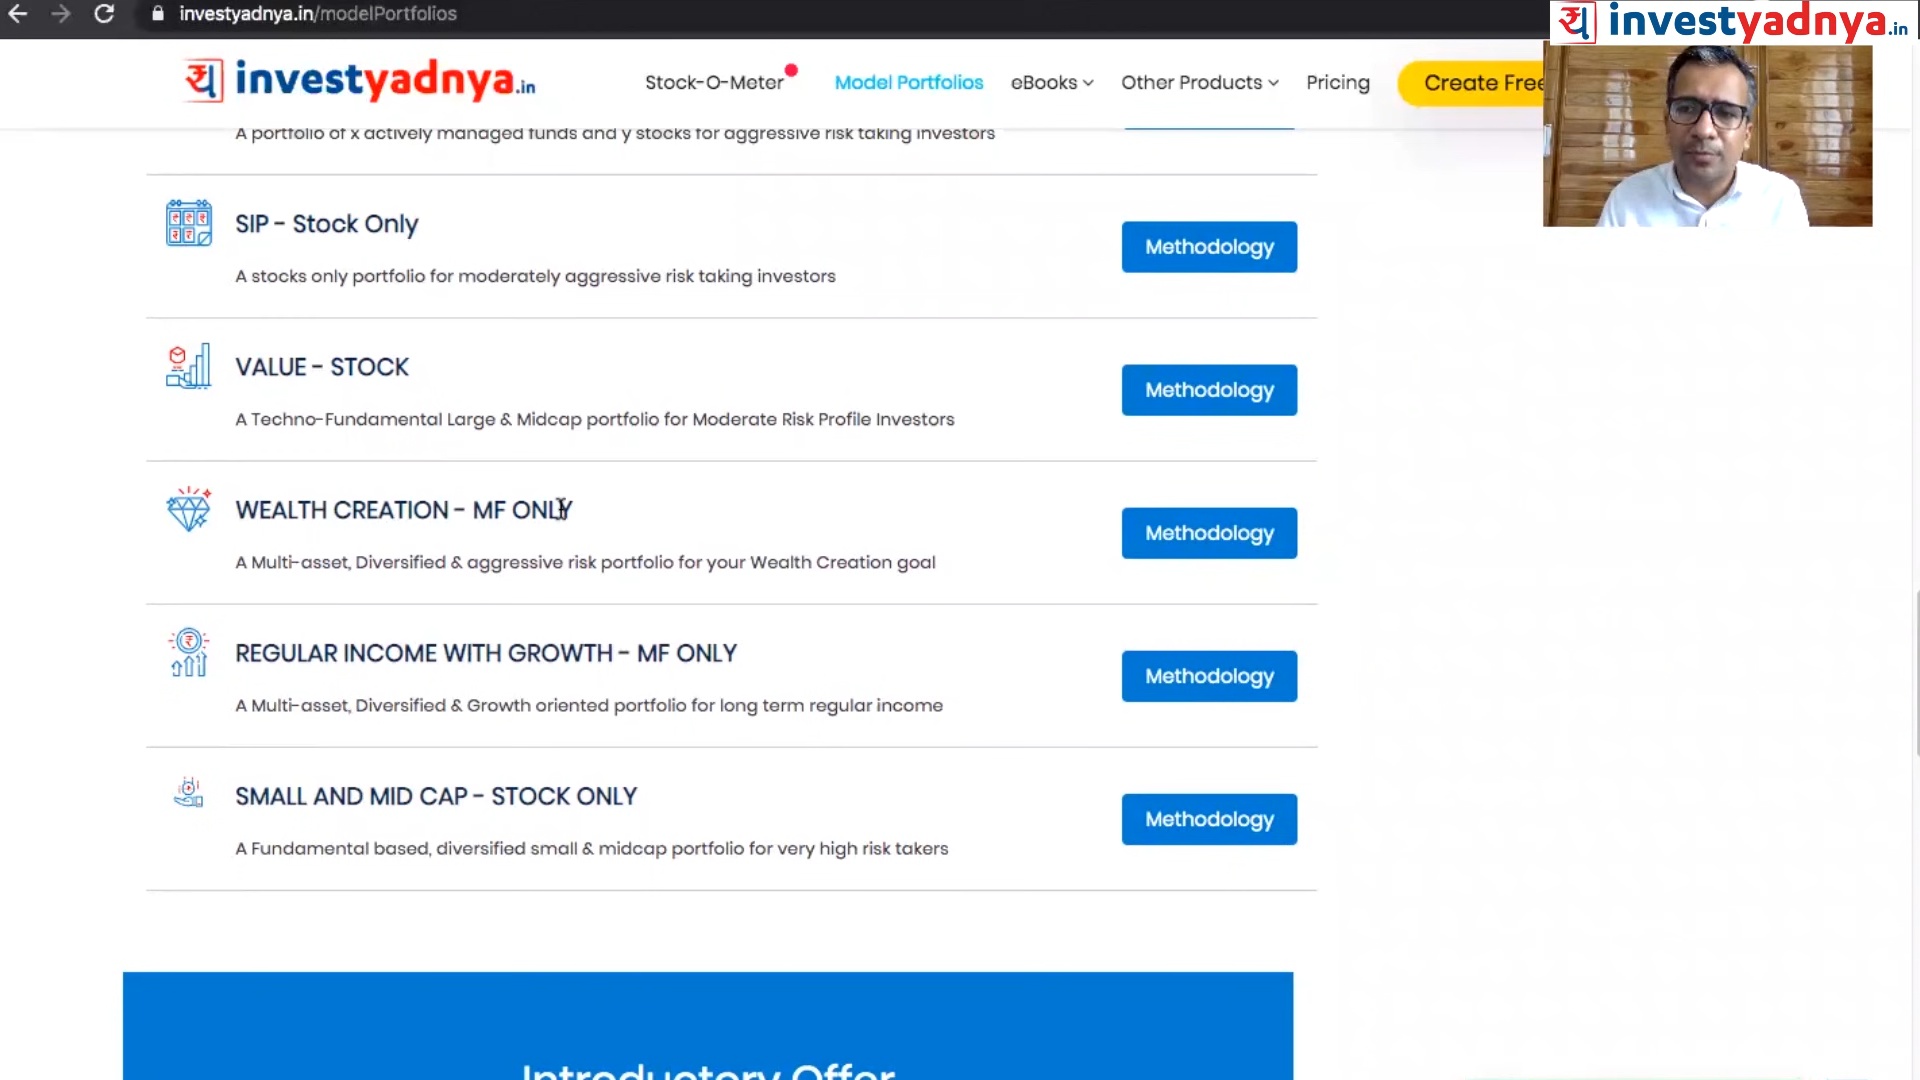 investyadnya.in/modelPortfolios
investyadnya.in
investyadnya.in
Stock-O-Meter
Model Portfolios
eBooks
Other Products
Pricing
Create Free
A portfolio of x actively managed funds and y stocks for aggressive risk taking investors
SIP - Stock Only
A stocks only portfolio for moderately aggressive risk taking investors
Methodology
VALUE - STOCK
A Techno-Fundamental Large & Midcap portfolio for Moderate Risk Profile Investors
Methodology
WEALTH CREATION - MF ONLY
A Multi-asset, Diversified & aggressive risk portfolio for your Wealth Creation goal
Methodology
REGULAR INCOME WITH GROWTH - MF ONLY
A Multi-asset, Diversified & Growth oriented portfolio for long term regular income
Methodology
SMALL AND MID CAP - STOCK ONLY
A Fundamental based, diversified small & midcap portfolio for very high risk takers
Methodology
Introductory Offer